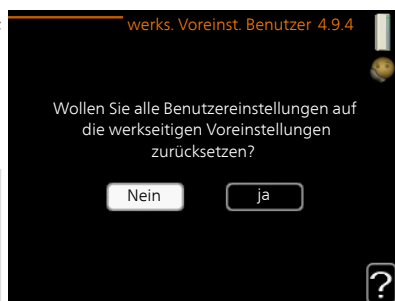 werks. Voreinst. Benutzer 4.9.4
Wollen Sie alle Benutzereinstellungen auf
die werkseitigen Voreinstellungen
zurücksetzen?
Nein
ja
?